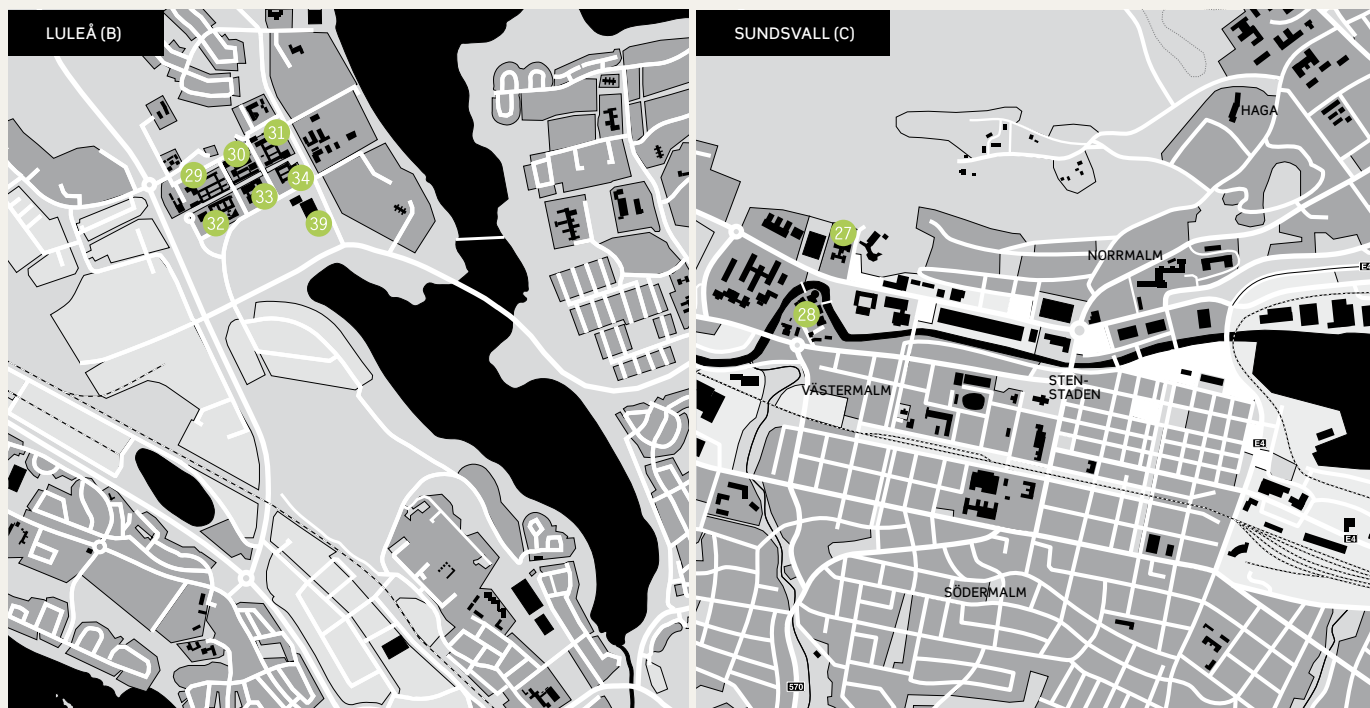 LULEÅ (B)
31
30
29
34
33
32
39
SUNDSVALL (C)
HAGA
27
NORRMALM
E4
28
VÄSTERMALM
STEN-
STADEN
E4
E4
SÖDERMALM
570